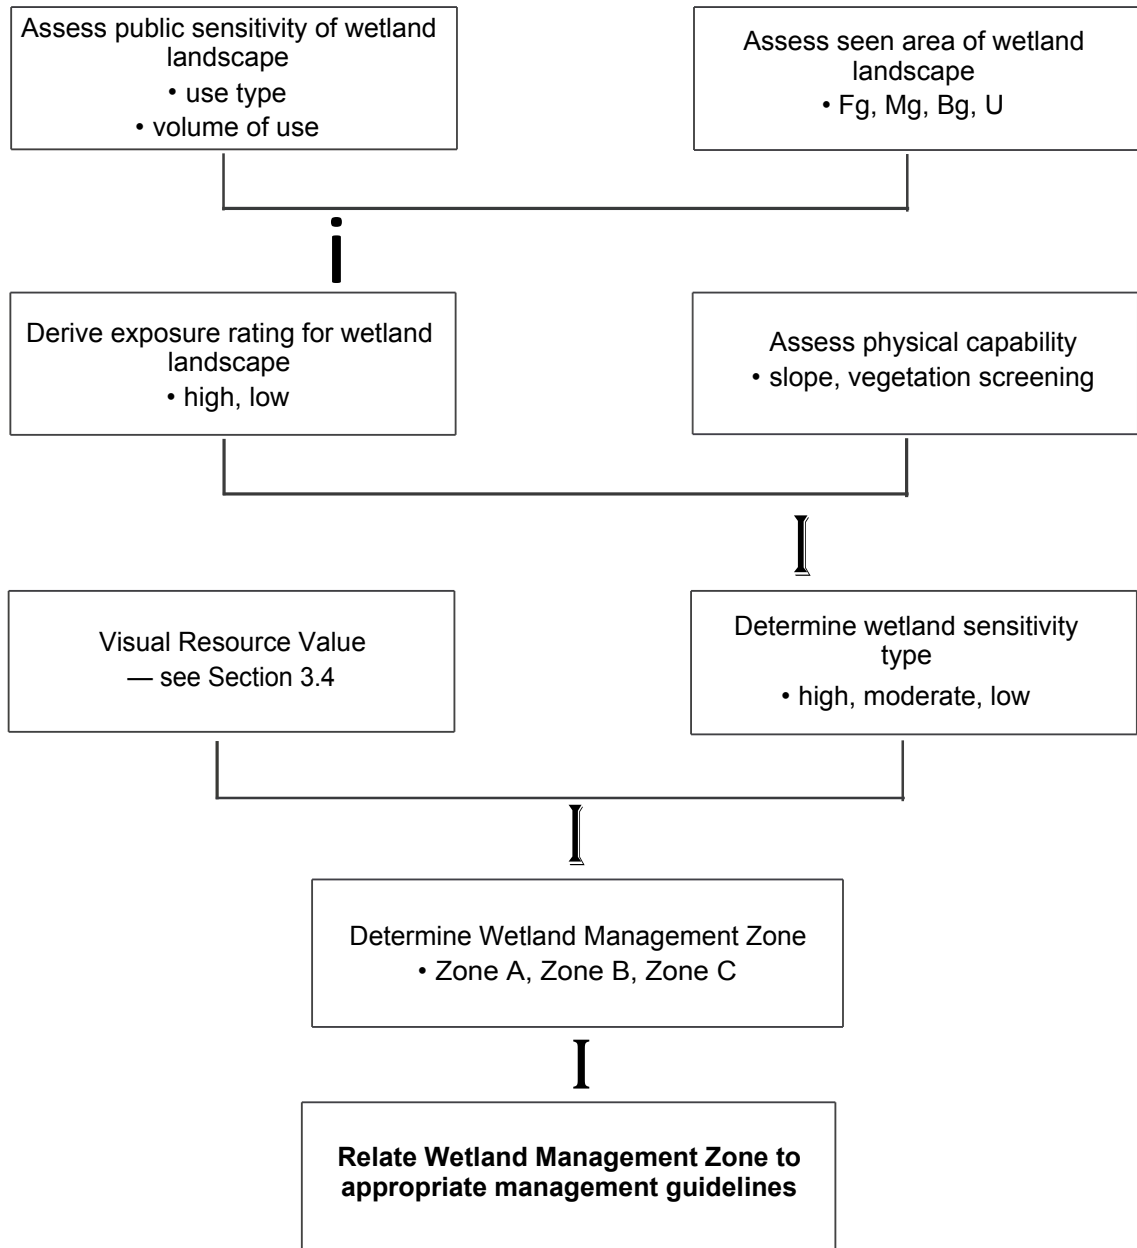 Assess public sensitivity of wetland
landscape
• use type
• volume of use
Assess seen area of wetland
landscape
• Fg, Mg, Bg, U
Derive exposure rating for wetland
landscape
• high, low
Assess physical capability
• slope, vegetation screening
Visual Resource Value
— see Section 3.4
Determine wetland sensitivity
type
• high, moderate, low
Determine Wetland Management Zone
• Zone A, Zone B, Zone C
Relate Wetland Management Zone to
appropriate management guidelines